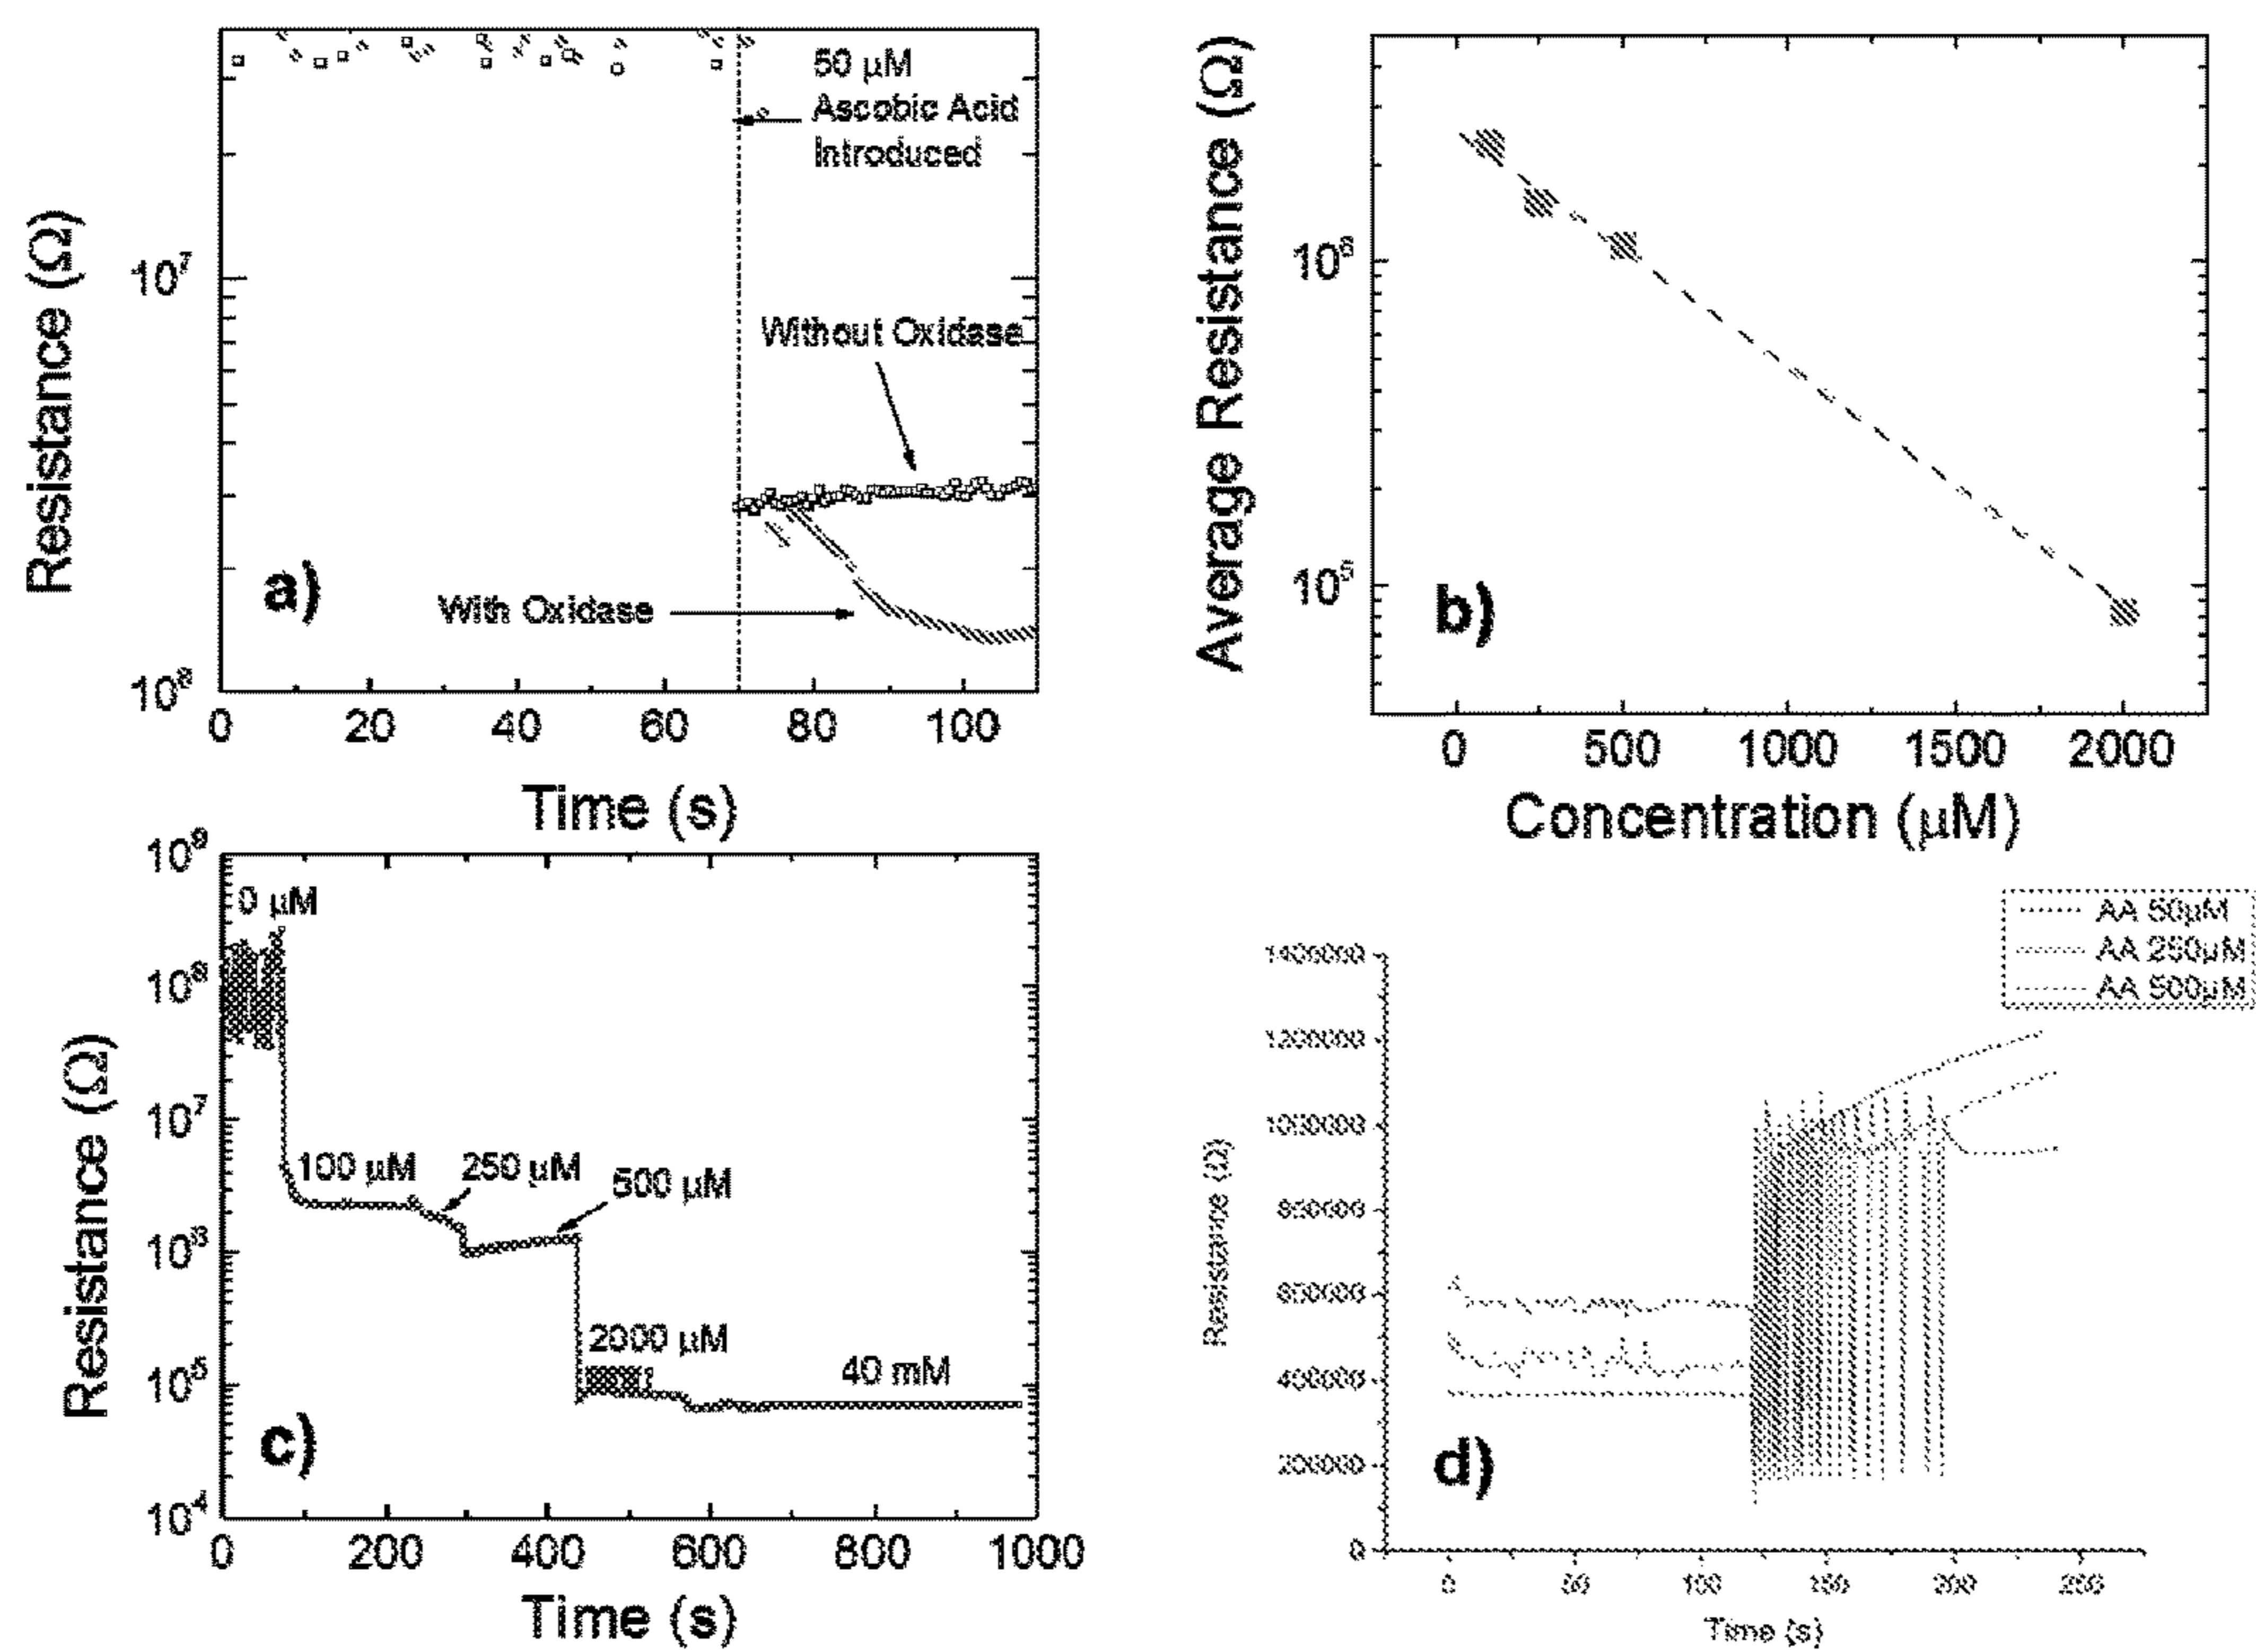 50 µM
Ascobic Acid
Introduced
Resistance (Ω)
10⁷
Without Oxidase
a)
With Oxidase
0 20 40 60 80 100
Time (s)
Average Resistance (Ω)
10⁵
b)
0 500 1000 1500 2000
Concentration (µM)
10⁹
0 µM
10⁸
Resistance (Ω)
10⁷
100 µM
250 µM
500 µM
2000 µM
10⁵
40 mM
c)
10⁴
0 200 400 600 800 1000
Time (s)
AA 50µM
AA 250µM
AA 500µM
1400000
1200000
1000000
800000
Resistance (Ω)
600000
400000
200000
d)
0
0 50 100 150 200 250
Time (s)